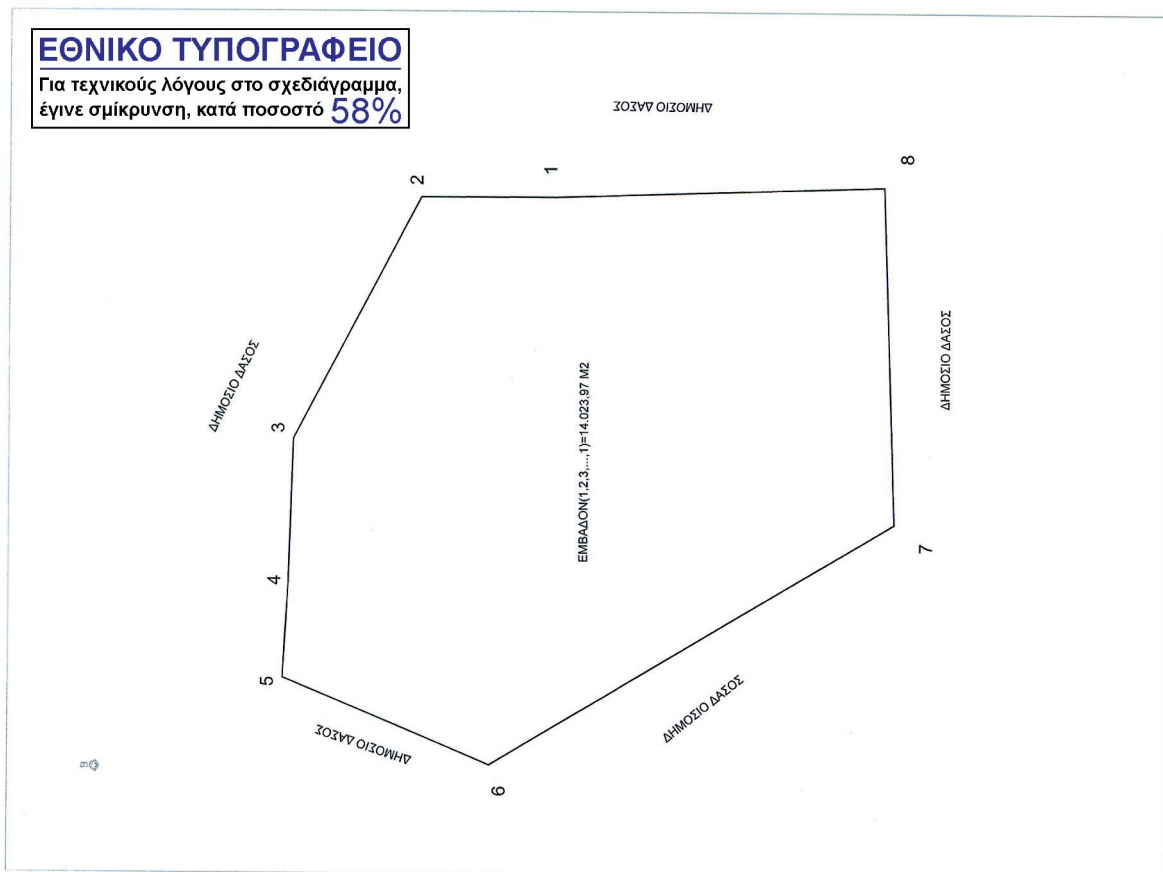 ΕΘΝΙΚΟ ΤΥΠΟΓΡΑΦΕΙΟ
Για τεχνικούς λόγους στο σχεδιάγραμμα,
έγινε σμίκρυνση, κατά ποσοστό 58%
ΔΗΜΟΣΙΟ ΔΑΣΟΣ
8
1
2
ΔΗΜΟΣΙΟ ΔΑΣΟΣ
ΔΗΜΟΣΙΟ ΔΑΣΟΣ
3
ΕΜΒΑΔΟΝ(1,2,3,...,1)=14.023,97 Μ2
7
4
5
ΔΗΜΟΣΙΟ ΔΑΣΟΣ
ΔΗΜΟΣΙΟ ΔΑΣΟΣ
6